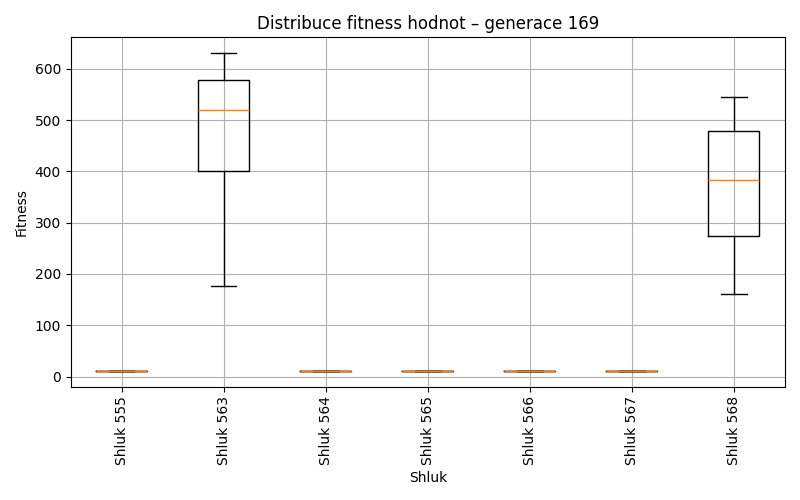 Distribuce fitness hodnot – generace 169
600
500
400
300
200
100
0
Fitness
Shluk 555
Shluk 563
Shluk 564
Shluk 565
Shluk 566
Shluk 567
Shluk 568
Shluk